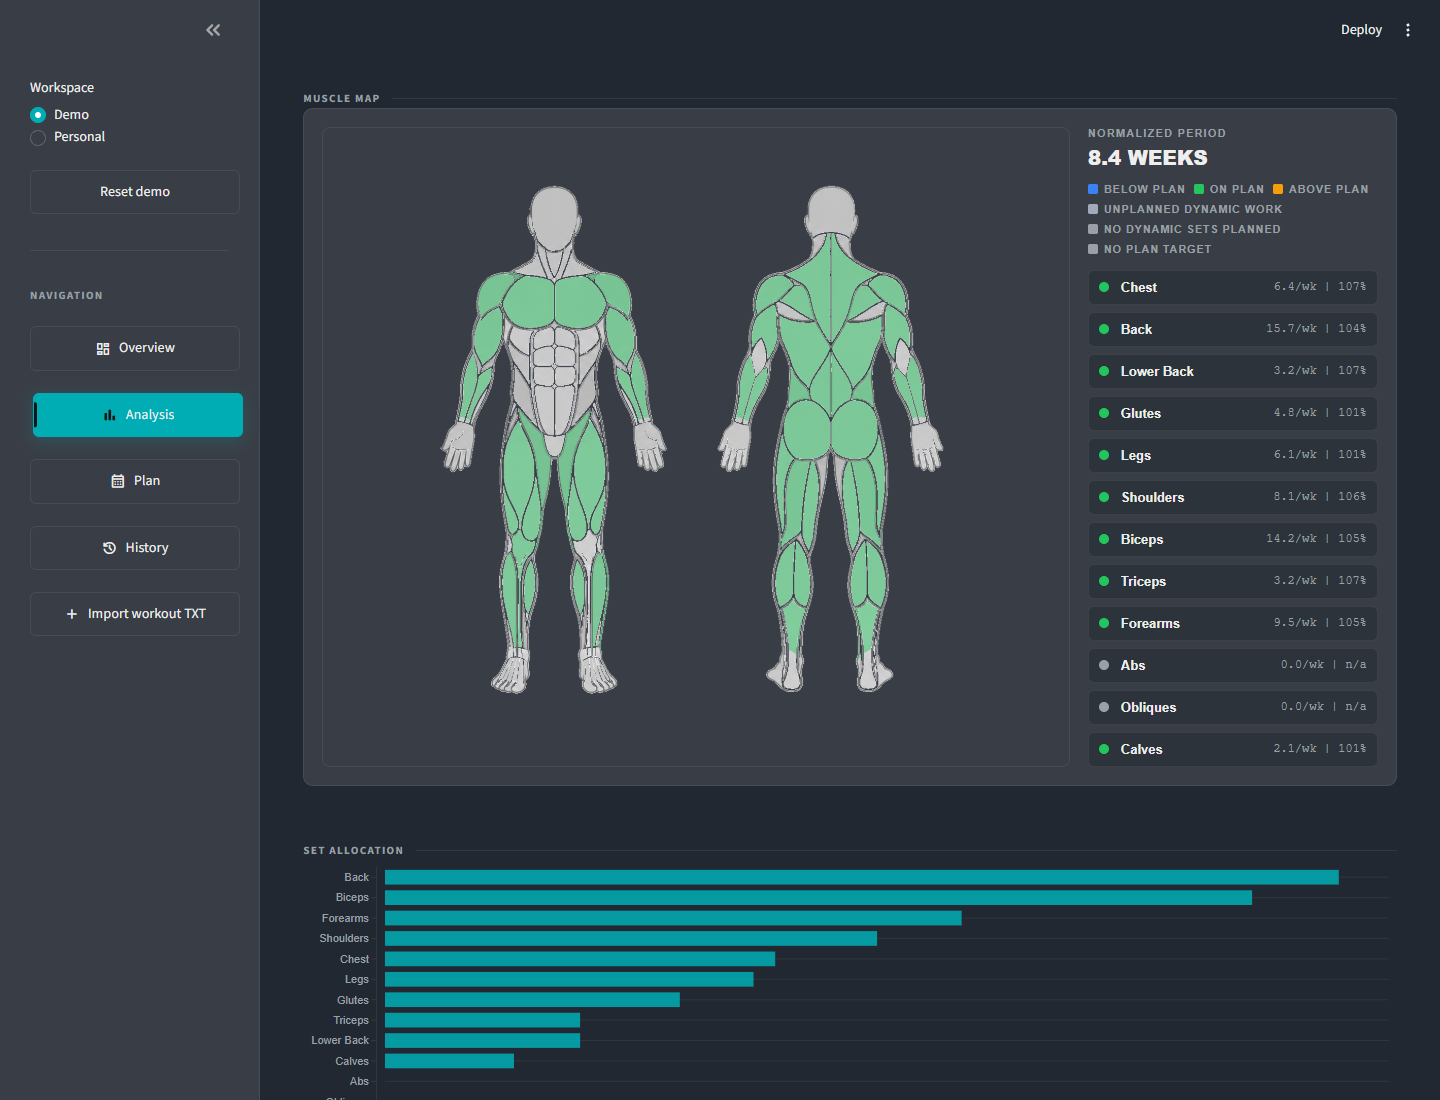 Deploy
Workspace
Demo
Personal
Reset demo
NAVIGATION
Overview
Analysis
Plan
History
Import workout TXT
MUSCLE MAP
NORMALIZED PERIOD
8.4 WEEKS
BELOW PLAN ON PLAN ABOVE PLAN
UNPLANNED DYNAMIC WORK
NO DYNAMIC SETS PLANNED
NO PLAN TARGET
Chest 6.4/wk | 107%
Back 15.7/wk | 104%
Lower Back 3.2/wk | 107%
Glutes 4.8/wk | 101%
Legs 6.1/wk | 101%
Shoulders 8.1/wk | 106%
Biceps 14.2/wk | 105%
Triceps 3.2/wk | 107%
Forearms 9.5/wk | 105%
Abs 0.0/wk | n/a
Obliques 0.0/wk | n/a
Calves 2.1/wk | 101%
SET ALLOCATION
Back
Biceps
Forearms
Shoulders
Chest
Legs
Glutes
Triceps
Lower Back
Calves
Abs